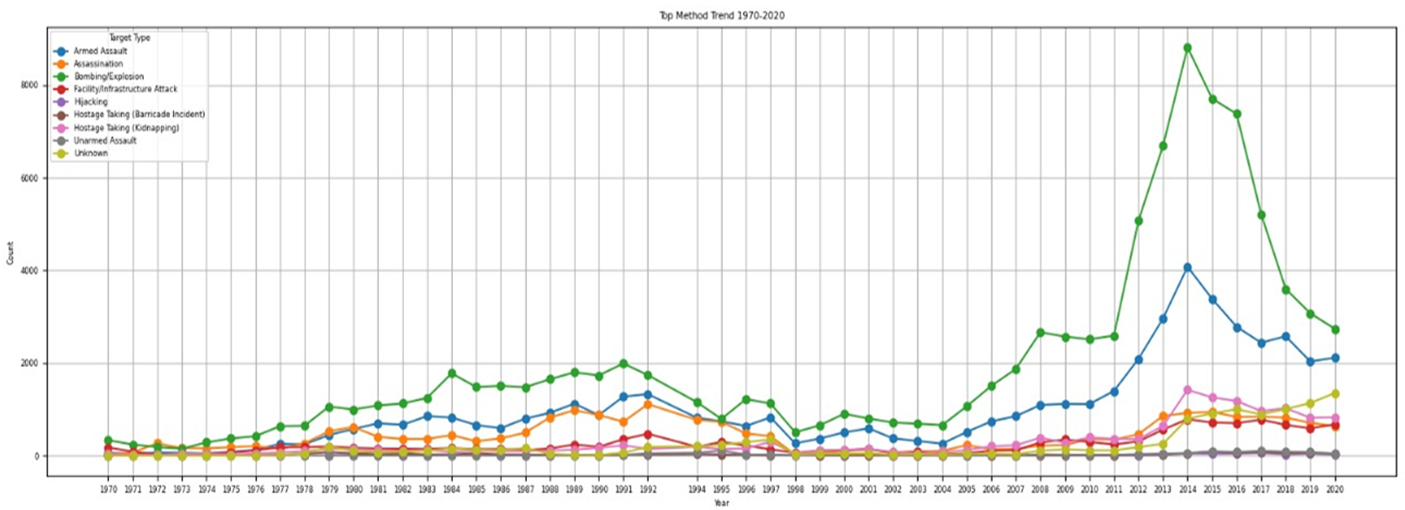 Top Method Trend 1970-2020
Target Type
Armed Assault
Assassination
Bombing/Explosion
Facility/Infrastructure Attack
Hijacking
Hostage Taking (Barricade Incident)
Hostage Taking (Kidnapping)
Unarmed Assault
Unknown
8000
6000
4000
2000
0
Count
1970 1971 1972 1973 1974 1975 1976 1977 1978 1979 1980 1981 1982 1983 1984 1985 1986 1987 1988 1989 1990 1991 1992 1994 1995 1996 1997 1998 1999 2000 2001 2002 2003 2004 2005 2006 2007 2008 2009 2010 2011 2012 2013 2014 2015 2016 2017 2018 2019 2020
Year